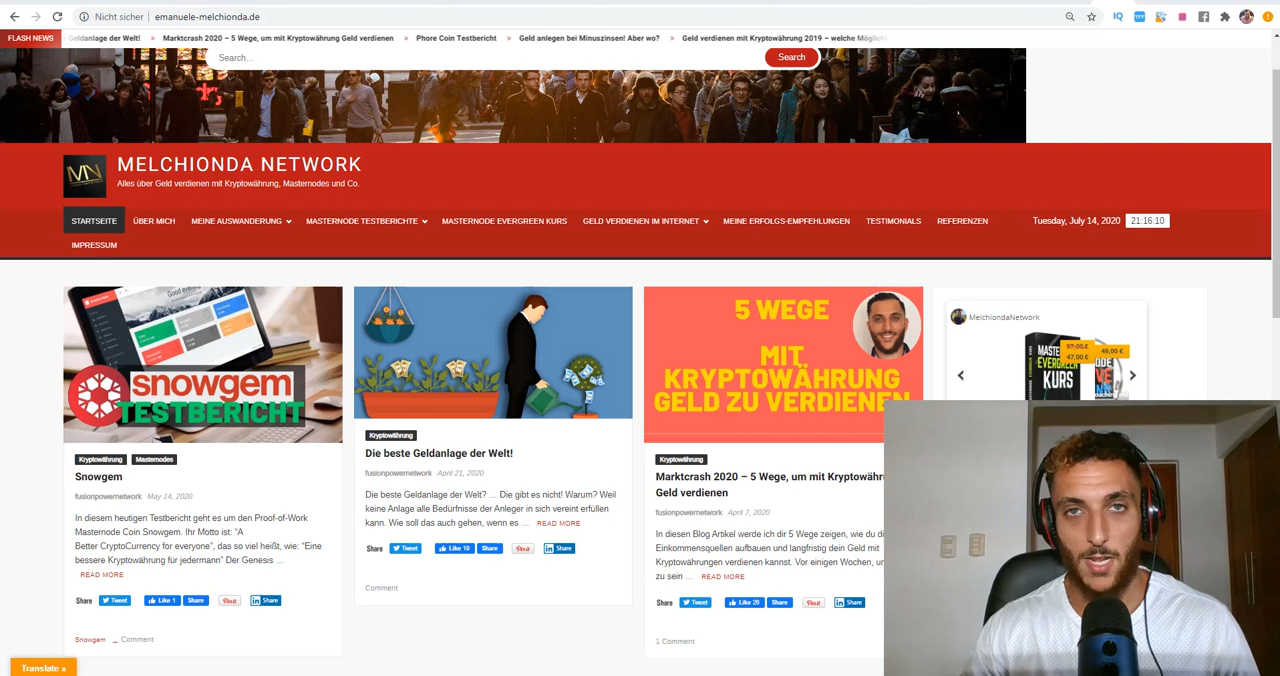 Nicht sicher | emanuele-melchionda.de
FLASH NEWS
Geldanlage der Welt! » Marktcrash 2020 – 5 Wege, um mit Kryptowährung Geld verdienen » Phore Coin Testbericht » Geld anlegen bei Minuszinsen! Aber wo? » Geld verdienen mit Kryptowährung 2019 – welche
Search…
Search
MELCHIONDA NETWORK
Alles über Geld verdienen mit Kryptowährung, Masternodes und Co.
STARTSEITE ÜBER MICH MEINE AUSWANDERUNG MASTERNODE TESTBERICHTE MASTERNODE EVERGREEN KURS GELD VERDIENEN IM INTERNET MEINE ERFOLGS-EMPFEHLUNGEN TESTIMONIALS REFERENZEN
Tuesday, July 14, 2020 21:16:10
IMPRESSUM
snowgem
TESTBERICHT
Kryptowährung Masternodes
Snowgem
fusionpowernetwork May 14, 2020
In diesem heutigen Testbericht geht es um den Proof-of-Work
Masternode Coin Snowgem. Ihr Motto ist: “A
Better CryptoCurrency for everyone”, das so viel heißt, wie: “Eine
bessere Kryptowährung für jedermann” Der Genesis …
READ MORE
Share Tweet Like 1 Share Pin it Share
Snowgem Comment
Kryptowährung
Die beste Geldanlage der Welt!
fusionpowernetwork April 21, 2020
Die beste Geldanlage der Welt? … Die gibt es nicht! Warum? Weil
keine Anlage alle Bedürfnisse der Anleger in sich vereint erfüllen
kann. Wie soll das auch gehen, wenn es … READ MORE
Share Tweet Like 19 Share Pin it Share
Comment
5 WEGE
MIT
KRYPTOWÄHRUNG
GELD ZU VERDIENEN
Kryptowährung
Marktcrash 2020 – 5 Wege, um mit Kryptowähr
Geld verdienen
fusionpowernetwork April 7, 2020
In diesen Blog Artikel werde ich dir 5 Wege zeigen, wie du di
Einkommensquellen aufbauen und langfristig dein Geld mit
Kryptowährungen verdienen kannst. Vor einigen Wochen, u
zu sein … READ MORE
Share Tweet Like 26 Share Pin it Share
1 Comment
MelchiondaNetwork
97,00 €
47,00 €
49,00 €
EVERGREEN
KURS
Translate »